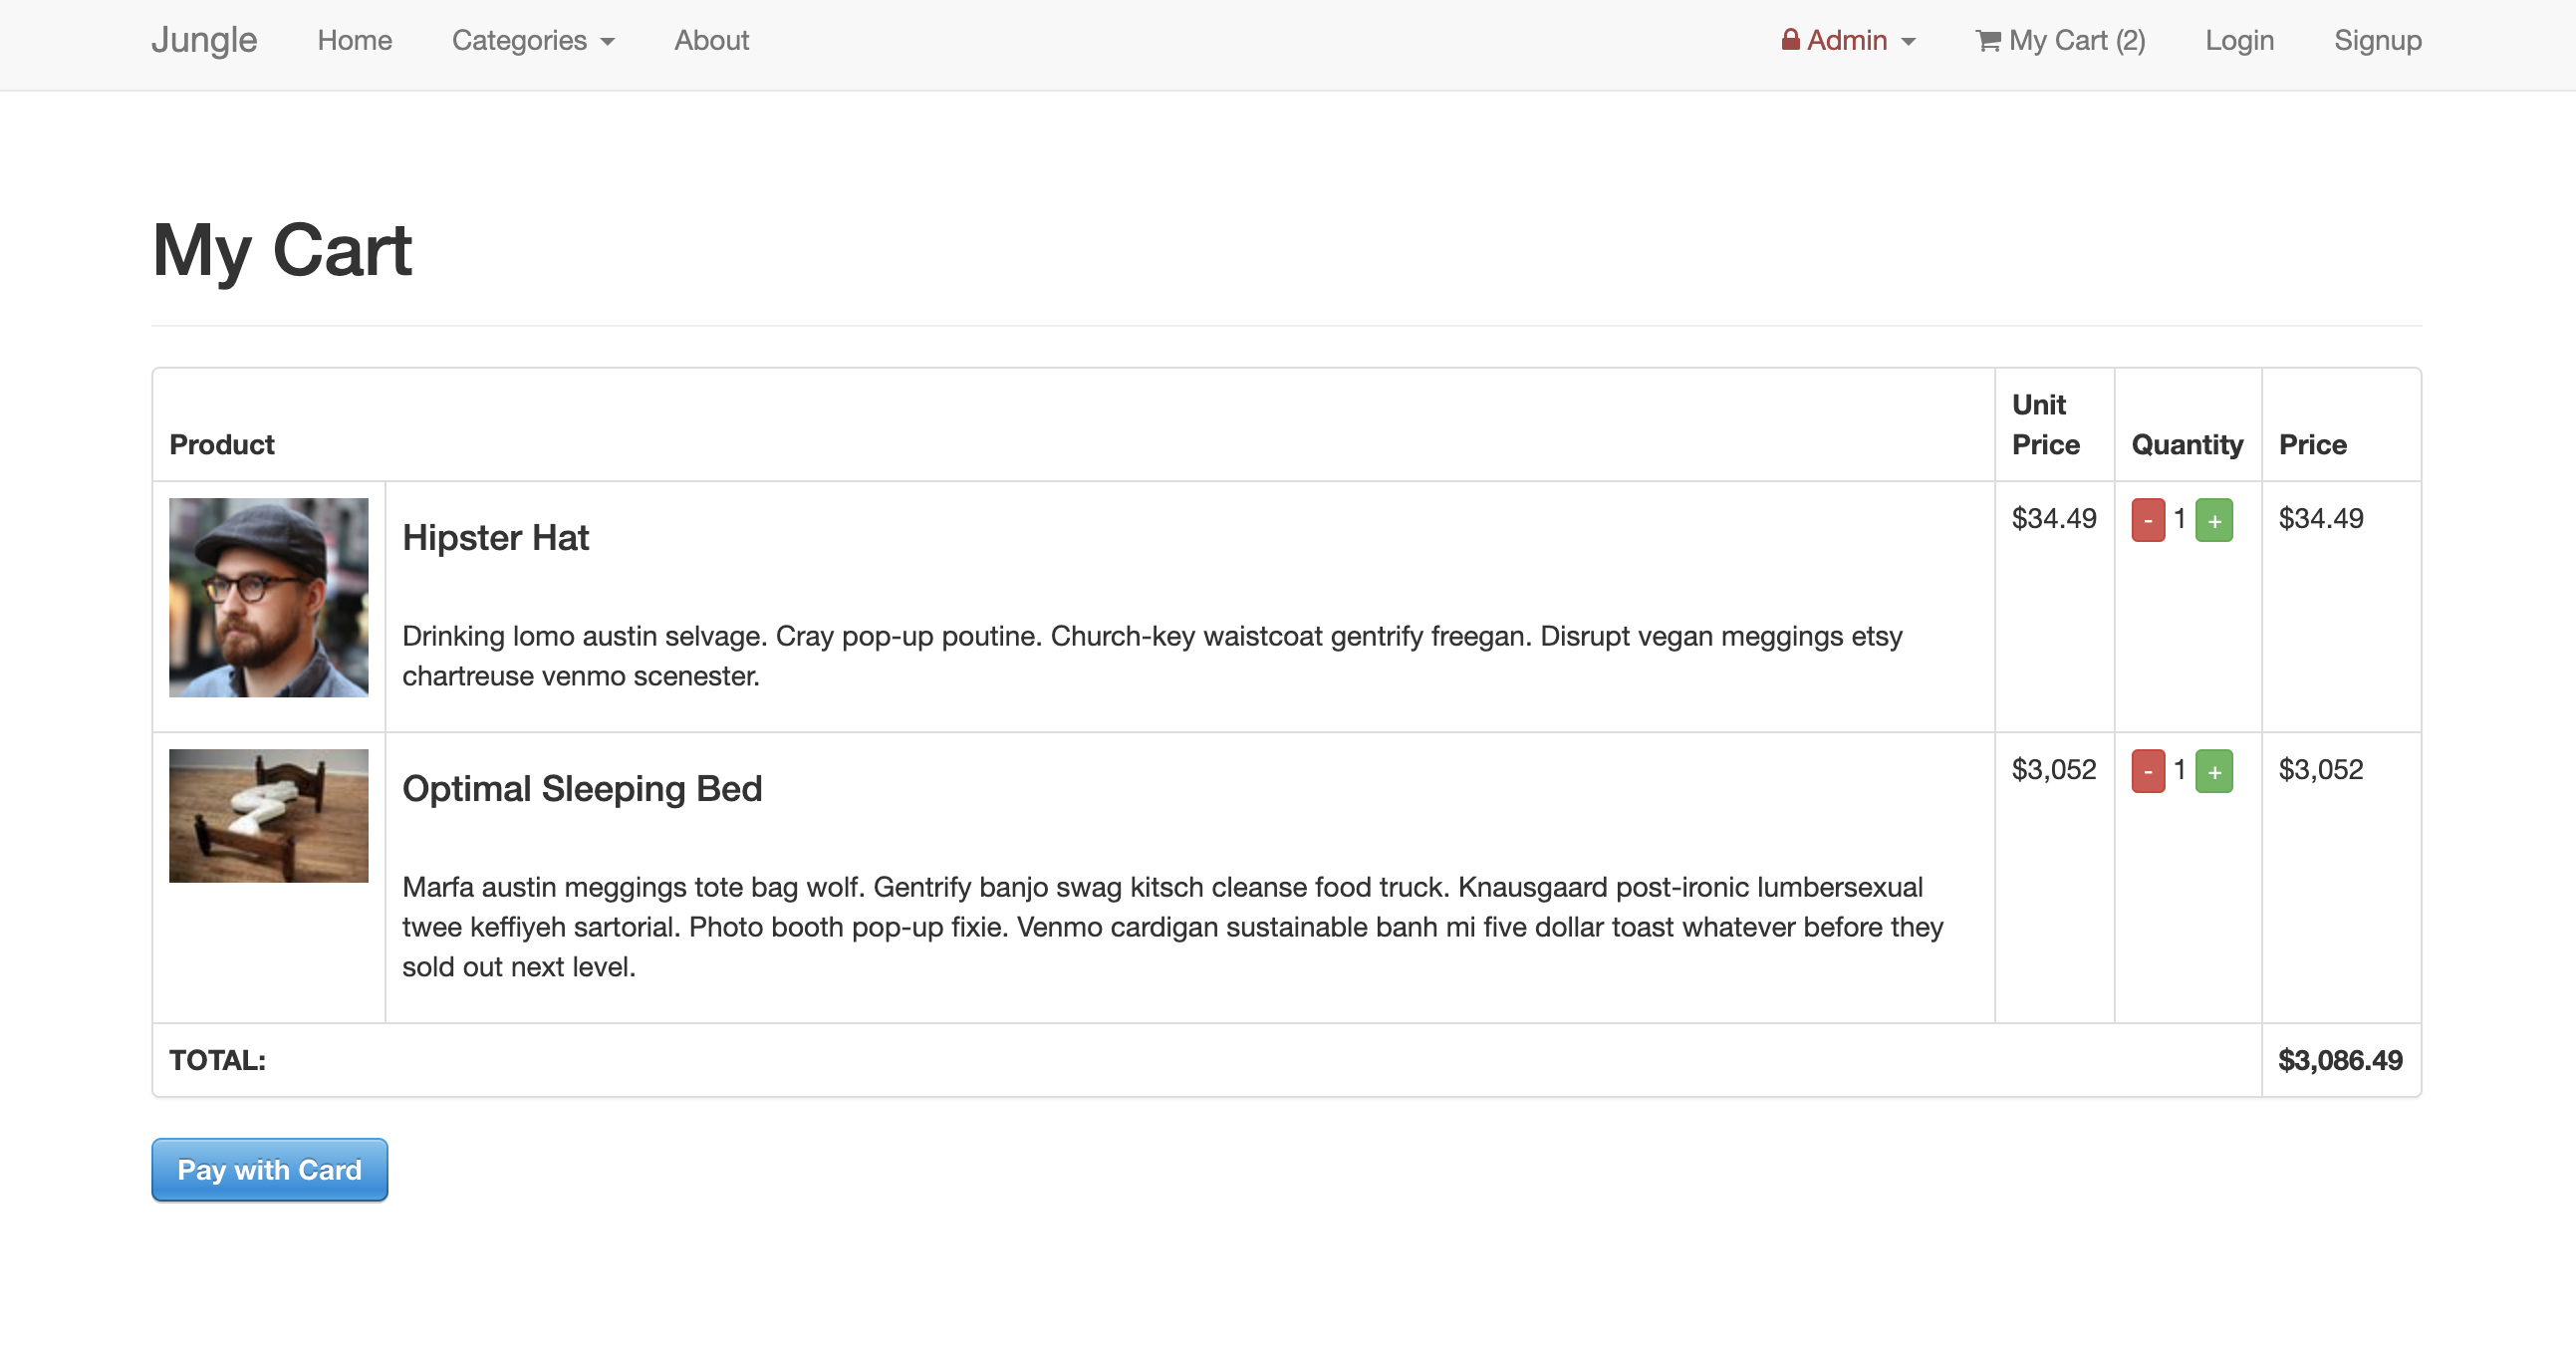 Jungle Home Categories About Admin My Cart (2) Login Signup
My Cart
Product Unit Price Quantity Price
Hipster Hat $34.49 - 1 + $34.49
Drinking lomo austin selvage. Cray pop-up poutine. Church-key waistcoat gentrify freegan. Disrupt vegan meggings etsy
chartreuse venmo scenester.
Optimal Sleeping Bed $3,052 - 1 + $3,052
Marfa austin meggings tote bag wolf. Gentrify banjo swag kitsch cleanse food truck. Knausgaard post-ironic lumbersexual
twee keffiyeh sartorial. Photo booth pop-up fixie. Venmo cardigan sustainable banh mi five dollar toast whatever before they
sold out next level.
TOTAL: $3,086.49
Pay with Card